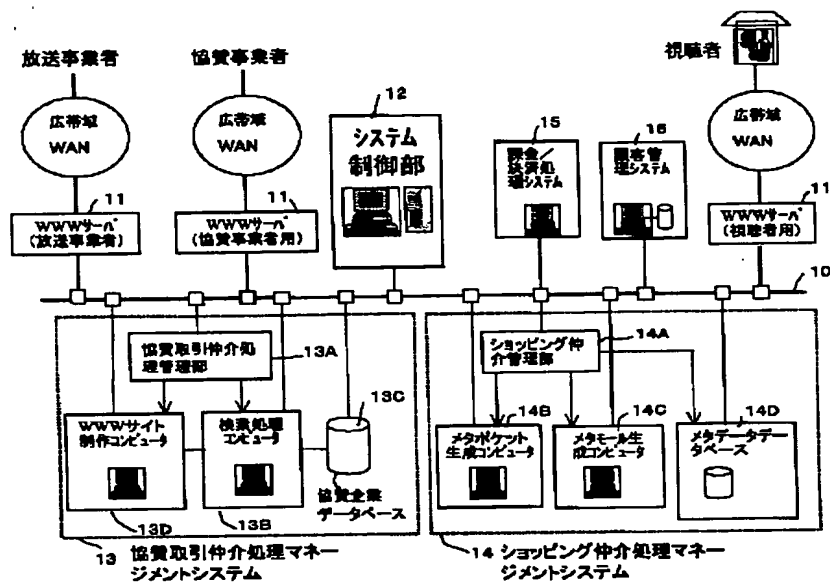 放送事業者
協賛事業者
視聴者
広帯域
WAN
広帯域
WAN
広帯域
WAN
12
システム
制御部
15
課金／
決済処
理システム
16
顧客管
理システム
11
WWWサーバ
(放送事業者)
11
WWWサーバ
(協賛事業者用)
11
WWWサーバ
(視聴者用)
10
協賛取引仲介処
理管理部
13A
ショッピング仲
介管理部
14A
WWWサイト
制作コンピュータ
13D
検索処理
コンピュータ
13B
13C
協賛企業
データベース
メタポケット
生成コンピュータ
14B
メタモール生
成コンピュータ
14C
メタデータデー
タベース
14D
13 協賛取引仲介処理マネー
ジメントシステム
14 ショッピング仲介処理マネー
ジメントシステム